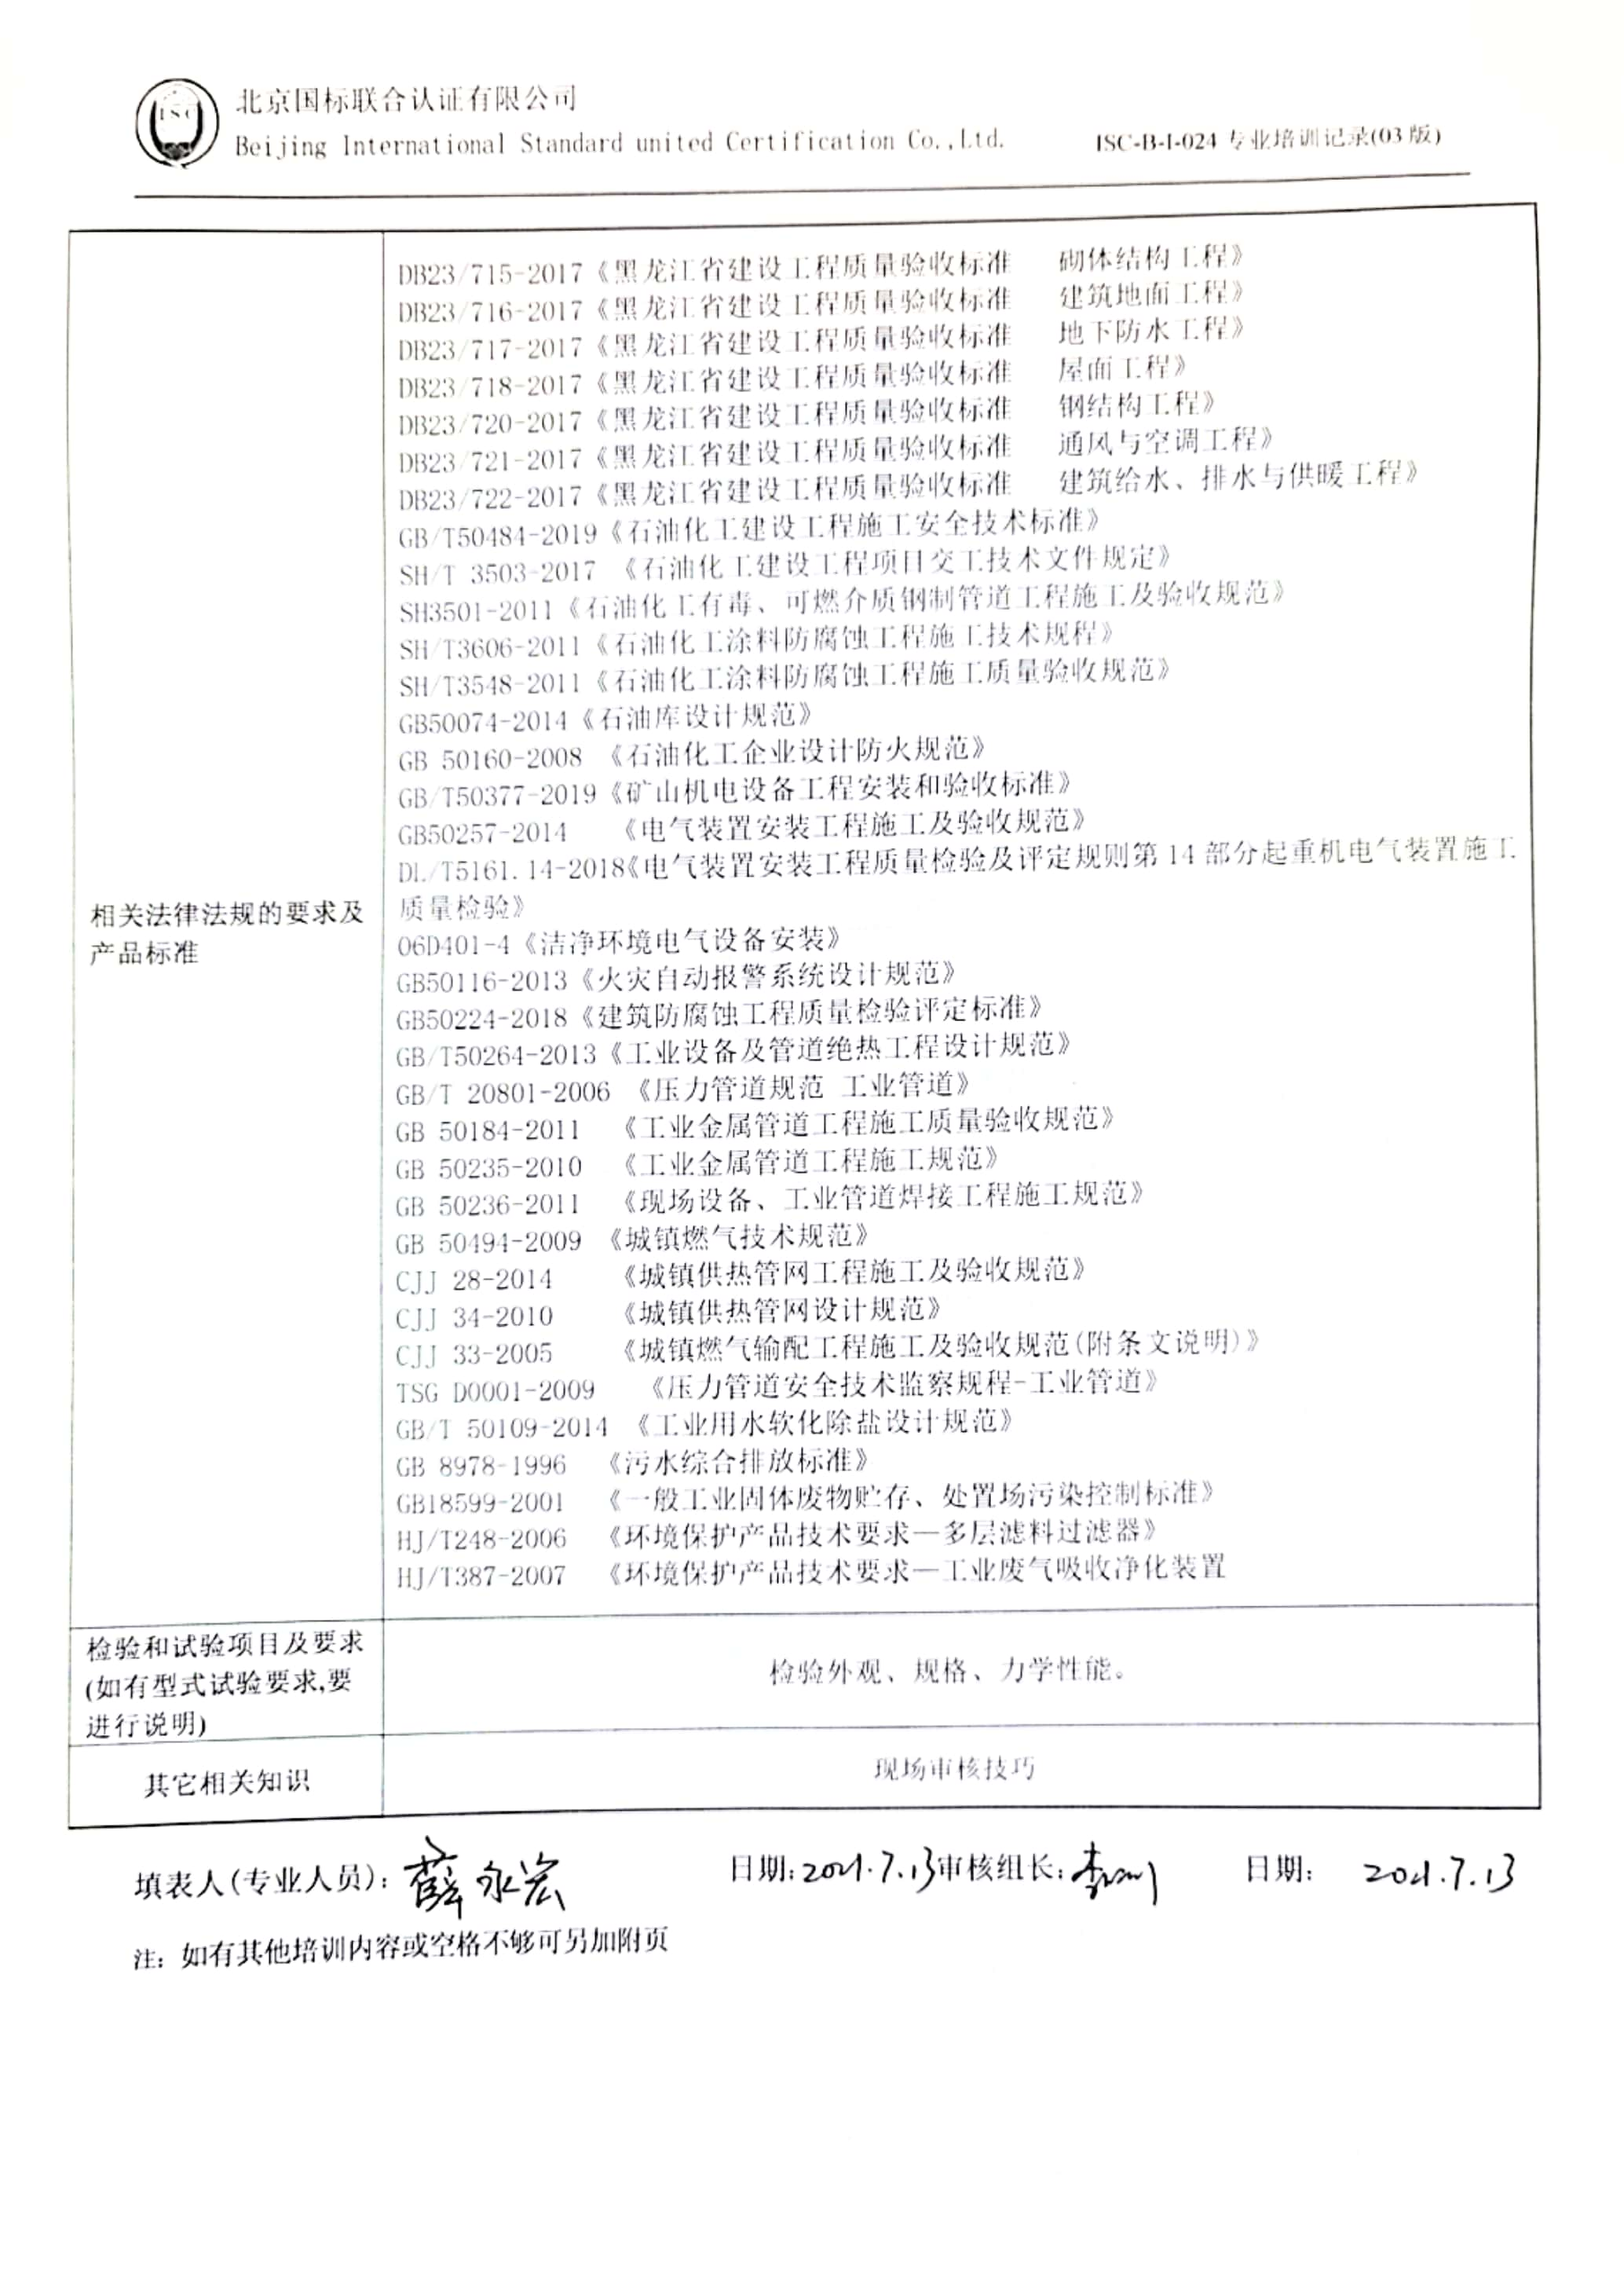 ISC
北京国标联合认证有限公司
Beijing International Standard united Certification Co.,Ltd.
ISC-B-I-024 专业培训记录(03版)
相关法律法规的要求及
产品标准
DB23/715-2017《黑龙江省建设工程质量验收标准 砌体结构工程》
DB23/716-2017《黑龙江省建设工程质量验收标准 建筑地面工程》
DB23/717-2017《黑龙江省建设工程质量验收标准 地下防水工程》
DB23/718-2017《黑龙江省建设工程质量验收标准 屋面工程》
DB23/720-2017《黑龙江省建设工程质量验收标准 钢结构工程》
DB23/721-2017《黑龙江省建设工程质量验收标准 通风与空调工程》
DB23/722-2017《黑龙江省建设工程质量验收标准 建筑给水、排水与供暖工程》
GB/T50484-2019《石油化工建设工程施工安全技术标准》
SH/T 3503-2017 《石油化工建设工程项目交工技术文件规定》
SH3501-2011《石油化工有毒、可燃介质钢制管道工程施工及验收规范》
SH/T3606-2011《石油化工涂料防腐蚀工程施工技术规程》
SH/T3548-2011《石油化工涂料防腐蚀工程施工质量验收规范》
GB50074-2014《石油库设计规范》
GB 50160-2008 《石油化工企业设计防火规范》
GB/T50377-2019《矿山机电设备工程安装和验收标准》
GB50257-2014 《电气装置安装工程施工及验收规范》
DL/T5161.14-2018《电气装置安装工程质量检验及评定规则第14部分起重机电气装置施工
质量检验》
06D401-4《洁净环境电气设备安装》
GB50116-2013《火灾自动报警系统设计规范》
GB50224-2018《建筑防腐蚀工程质量检验评定标准》
GB/T50264-2013《工业设备及管道绝热工程设计规范》
GB/T 20801-2006 《压力管道规范 工业管道》
GB 50184-2011 《工业金属管道工程施工质量验收规范》
GB 50235-2010 《工业金属管道工程施工规范》
GB 50236-2011 《现场设备、工业管道焊接工程施工规范》
GB 50494-2009 《城镇燃气技术规范》
CJJ 28-2014 《城镇供热管网工程施工及验收规范》
CJJ 34-2010 《城镇供热管网设计规范》
CJJ 33-2005 《城镇燃气输配工程施工及验收规范(附条文说明)》
TSG D0001-2009 《压力管道安全技术监察规程-工业管道》
GB/T 50109-2014 《工业用水软化除盐设计规范》
GB 8978-1996 《污水综合排放标准》
GB18599-2001 《一般工业固体废物贮存、处置场污染控制标准》
HJ/T248-2006 《环境保护产品技术要求—多层滤料过滤器》
HJ/T387-2007 《环境保护产品技术要求—工业废气吸收净化装置
检验和试验项目及要求
(如有型式试验要求,要
进行说明)
检验外观、规格、力学性能。
其它相关知识
现场审核技巧
填表人(专业人员): 薛永宏 日期: 2021.7.13 审核组长: 日期: 2021.7.13
注: 如有其他培训内容或空格不够可另加附页